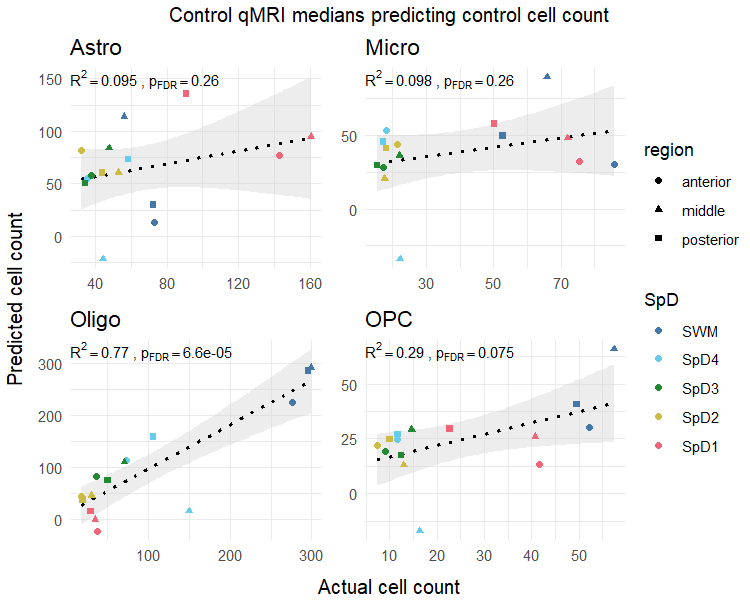 Control qMRI medians predicting control cell count
Astro
R² = 0.095 , pFDR = 0.26
150
100
50
0
40
80
120
160
Micro
R² = 0.098 , pFDR = 0.26
50
0
30
50
70
Oligo
R² = 0.77 , pFDR = 6.6e-05
300
200
100
0
100
200
300
OPC
R² = 0.29 , pFDR = 0.075
50
25
0
10
20
30
40
50
Predicted cell count
Actual cell count
region
anterior
middle
posterior
SpD
SWM
SpD4
SpD3
SpD2
SpD1